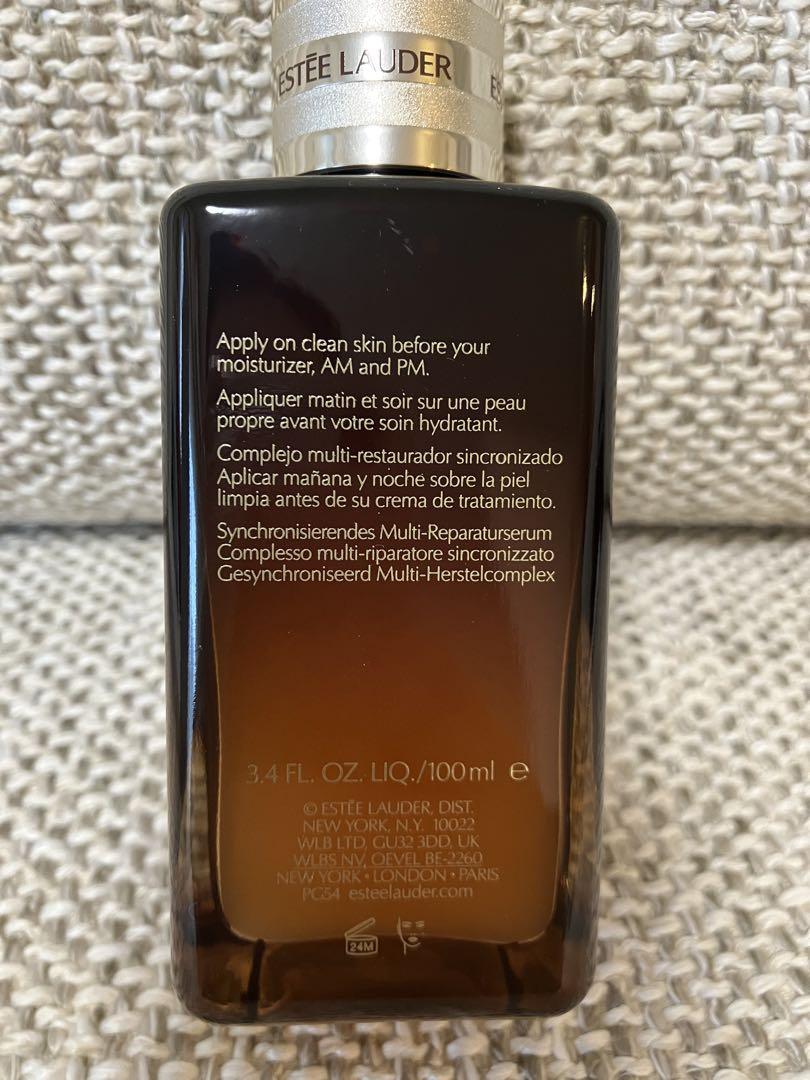 ESTĒE LAUDER ES
Apply on clean skin before your
moisturizer, AM and PM.
Appliquer matin et soir sur une peau
propre avant votre soin hydratant.
Complejo multi-restaurador sincronizado
Aplicar mañana y noche sobre la piel
limpia antes de su crema de tratamiento.
Synchronisierendes Multi-Reparaturserum
Complesso multi-riparatore sincronizzato
Gesynchroniseerd Multi-Herstelcomplex
3.4 FL. OZ. LIQ./100 ml ℮
© ESTĒE LAUDER, DIST.
NEW YORK, N.Y. 10022
WLB LTD, GU32 3DD, UK
WLBS NV, OEVEL BE-2260
NEW YORK • LONDON • PARIS
PG54 esteelauder.com
24M